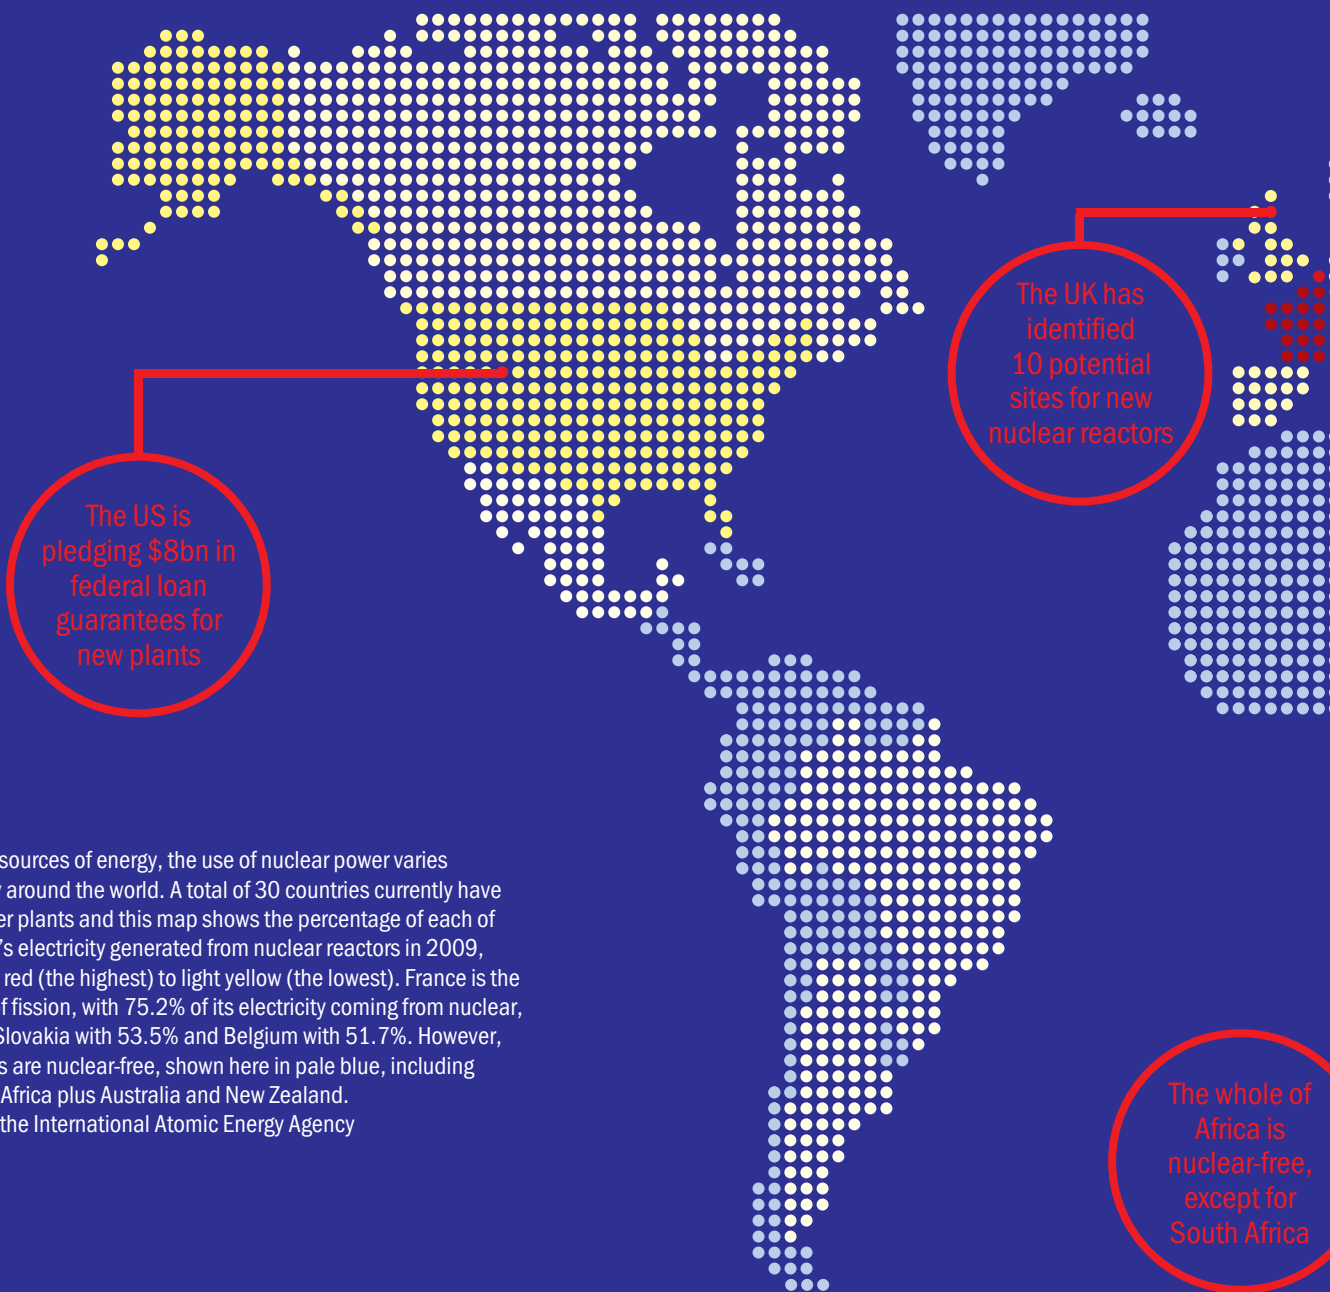 The UK has
identified
10 potential
sites for new
nuclear reactors
The US is
pledging $8bn in
federal loan
guarantees for
new plants
sources of energy, the use of nuclear power varies
around the world. A total of 30 countries currently have
plants and this map shows the percentage of each of
electricity generated from nuclear reactors in 2009,
red (the highest) to light yellow (the lowest). France is the
fission, with 75.2% of its electricity coming from nuclear,
Slovakia with 53.5% and Belgium with 51.7%. However,
are nuclear-free, shown here in pale blue, including
Africa plus Australia and New Zealand.
the International Atomic Energy Agency
The whole of
Africa is
nuclear-free,
except for
South Africa